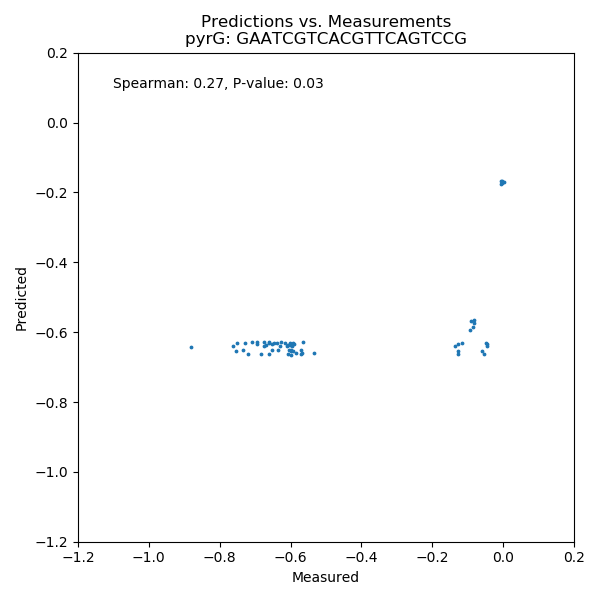 Predictions vs. Measurements
pyrG: GAATCGTCACGTTCAGTCCG
Spearman: 0.27, P-value: 0.03
0.2
0.0
−0.2
−0.4
−0.6
−0.8
−1.0
−1.2
Predicted
−1.2 −1.0 −0.8 −0.6 −0.4 −0.2 0.0 0.2
Measured